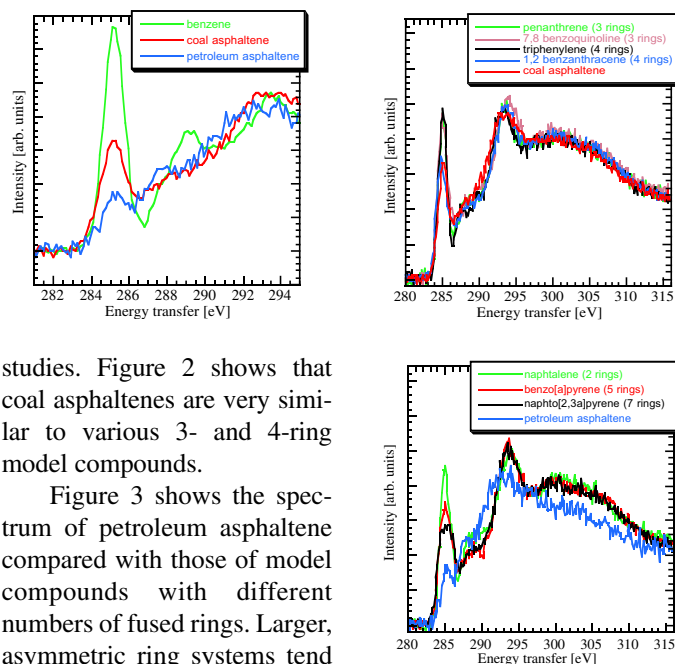 benzene
coal asphaltene
petroleum asphaltene
Intensity [arb. units]
282 284 286 288 290 292 294
Energy transfer [eV]
penanthrene (3 rings)
7,8 benzoquinoline (3 rings)
triphenylene (4 rings)
1,2 benzanthracene (4 rings)
coal asphaltene
Intensity [arb. units]
280 285 290 295 300 305 310 315
Energy transfer [eV]
studies. Figure 2 shows that
coal asphaltenes are very simi-
lar to various 3- and 4-ring
model compounds.
Figure 3 shows the spec-
trum of petroleum asphaltene
compared with those of model
compounds with different
numbers of fused rings. Larger,
asymmetric ring systems tend
naphtalene (2 rings)
benzo[a]pyrene (5 rings)
naphto[2,3a]pyrene (7 rings)
petroleum asphaltene
Intensity [arb. units]
280 285 290 295 300 305 310 315
Energy transfer [eV]